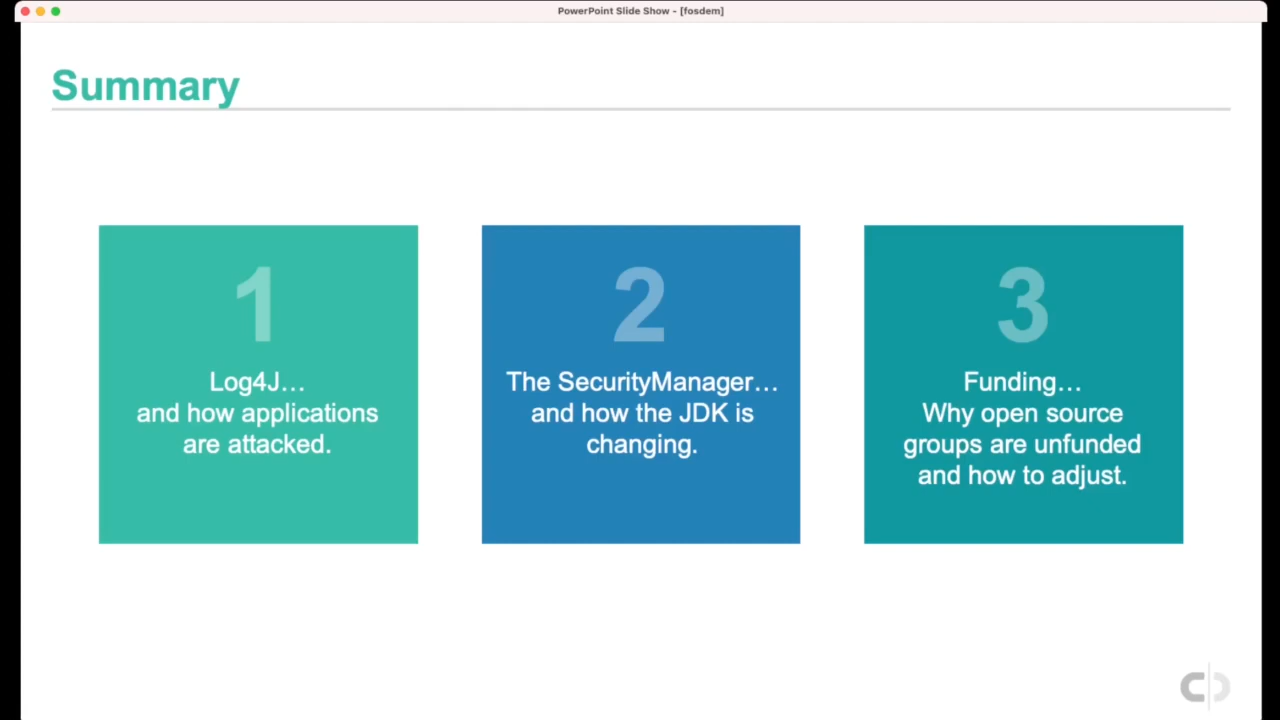 PowerPoint Slide Show - [fosdem]
Summary
1
Log4J…
and how applications
are attacked.
2
The SecurityManager…
and how the JDK is
changing.
3
Funding…
Why open source
groups are unfunded
and how to adjust.